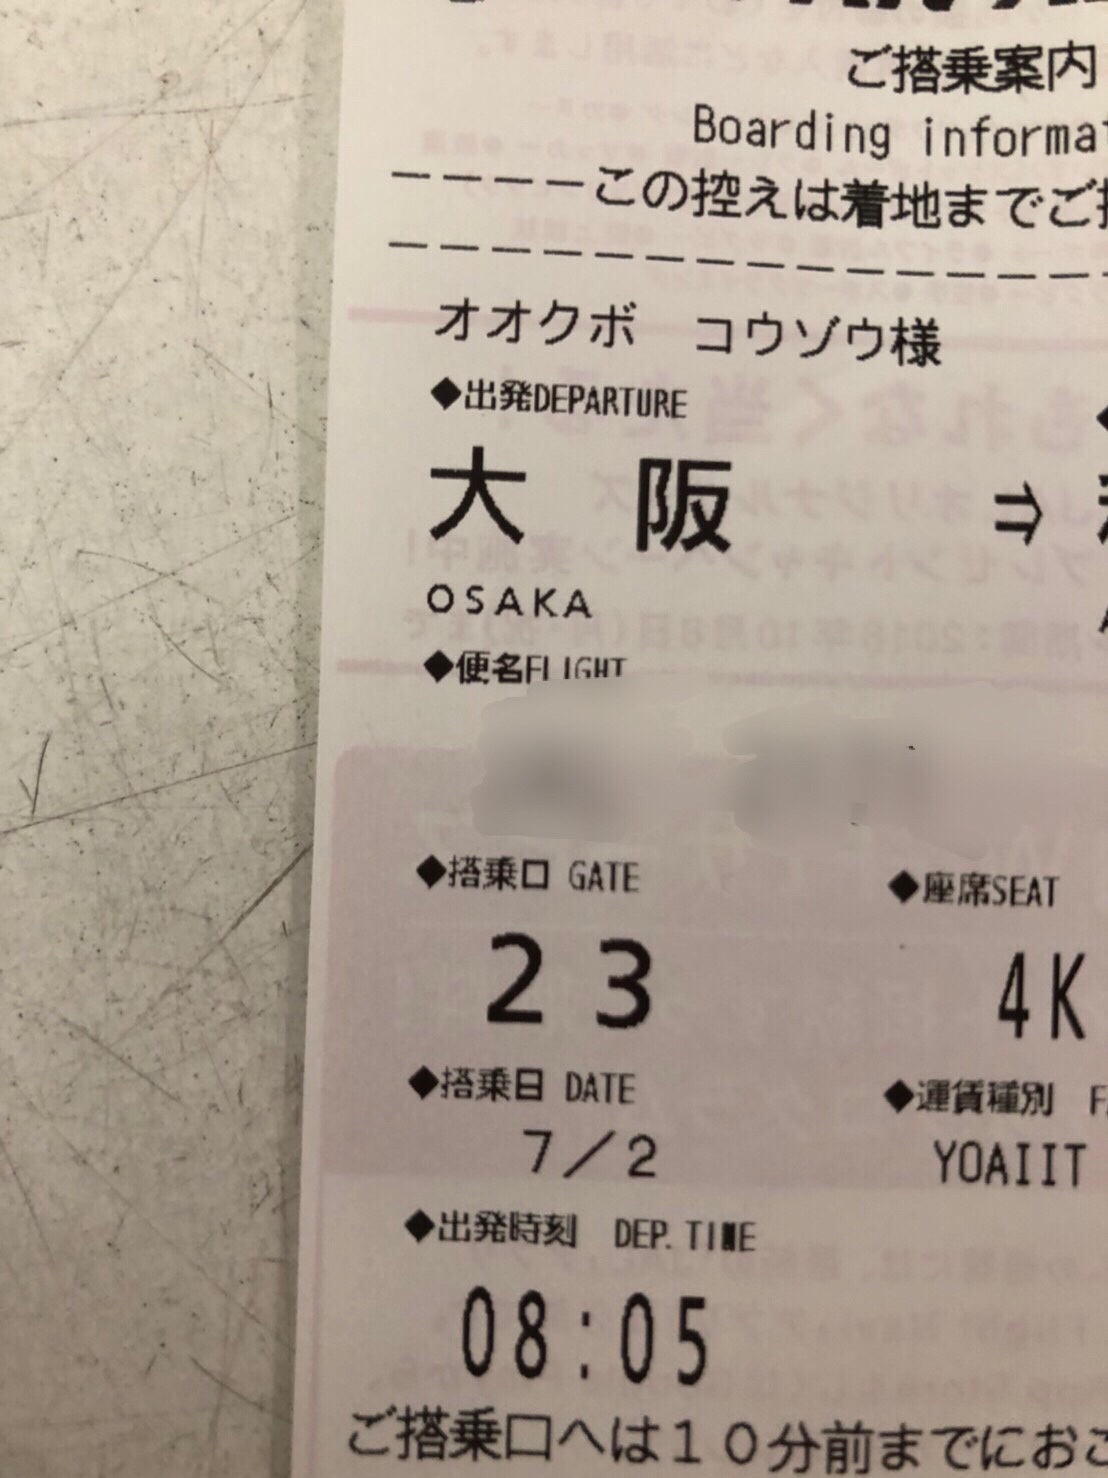 ご搭乗案内
Boarding informat
----この控えは着地までご
オオクボ コウゾウ様
◆出発DEPARTURE
大阪 ⇒
OSAKA
◆便名FLIGHT
◆搭乗口 GATE ◆座席SEAT
23 4K
◆搭乗日 DATE ◆運賃種別 F
7/2 YOAIIT
◆出発時刻 DEP. TIME
08:05
ご搭乗口へは10分前までにおこ